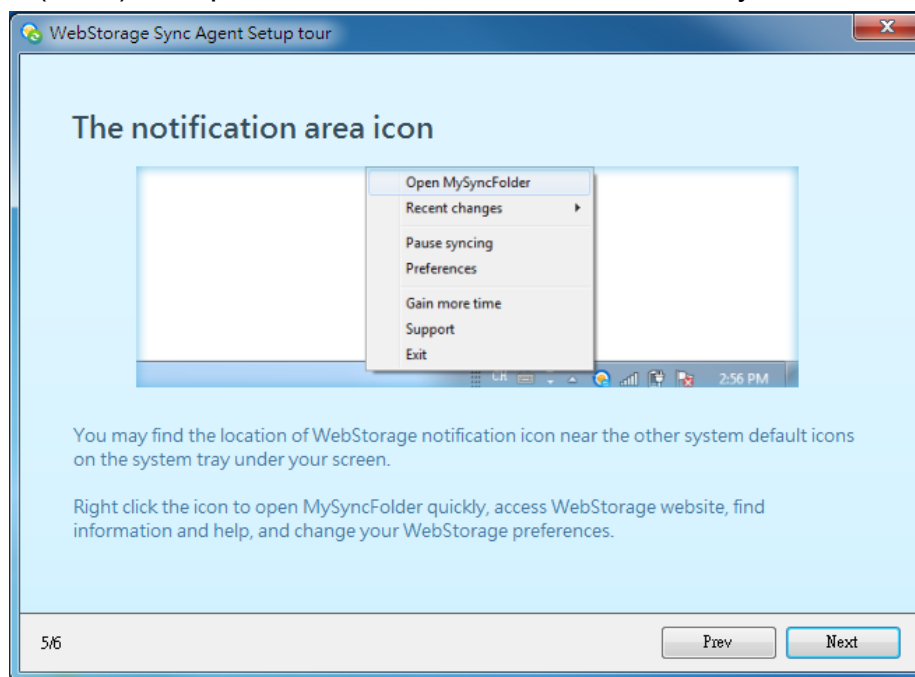 WebStorage Sync Agent Setup tour
The notification area icon
Open MySyncFolder
Recent changes
Pause syncing
Preferences
Gain more time
Support
Exit
2:56 PM
You may find the location of WebStorage notification icon near the other system default icons
on the system tray under your screen.
Right click the icon to open MySyncFolder quickly, access WebStorage website, find
information and help, and change your WebStorage preferences.
5/6
Prev Next